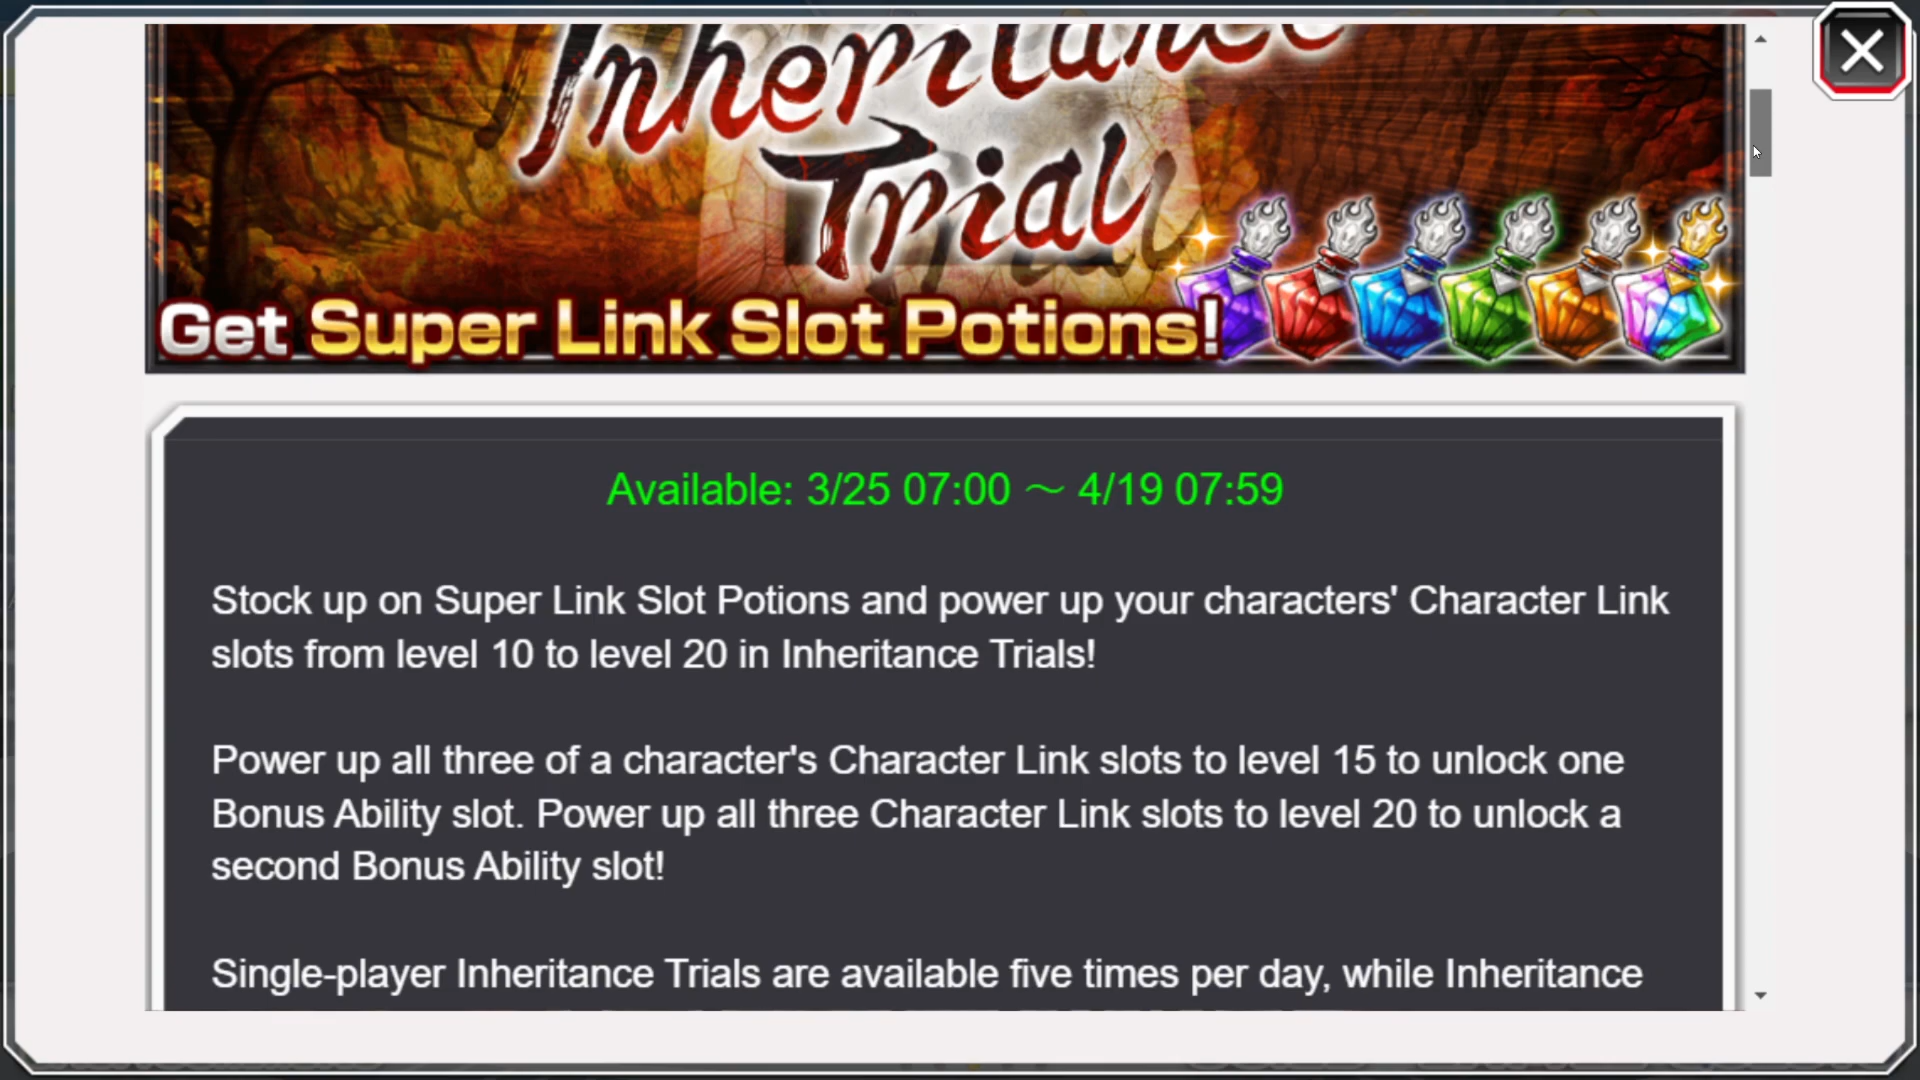 Inheritance
Trial
Get Super Link Slot Potions!
Available: 3/25 07:00 ～ 4/19 07:59
Stock up on Super Link Slot Potions and power up your characters' Character Link
slots from level 10 to level 20 in Inheritance Trials!
Power up all three of a character's Character Link slots to level 15 to unlock one
Bonus Ability slot. Power up all three Character Link slots to level 20 to unlock a
second Bonus Ability slot!
Single-player Inheritance Trials are available five times per day, while Inheritance